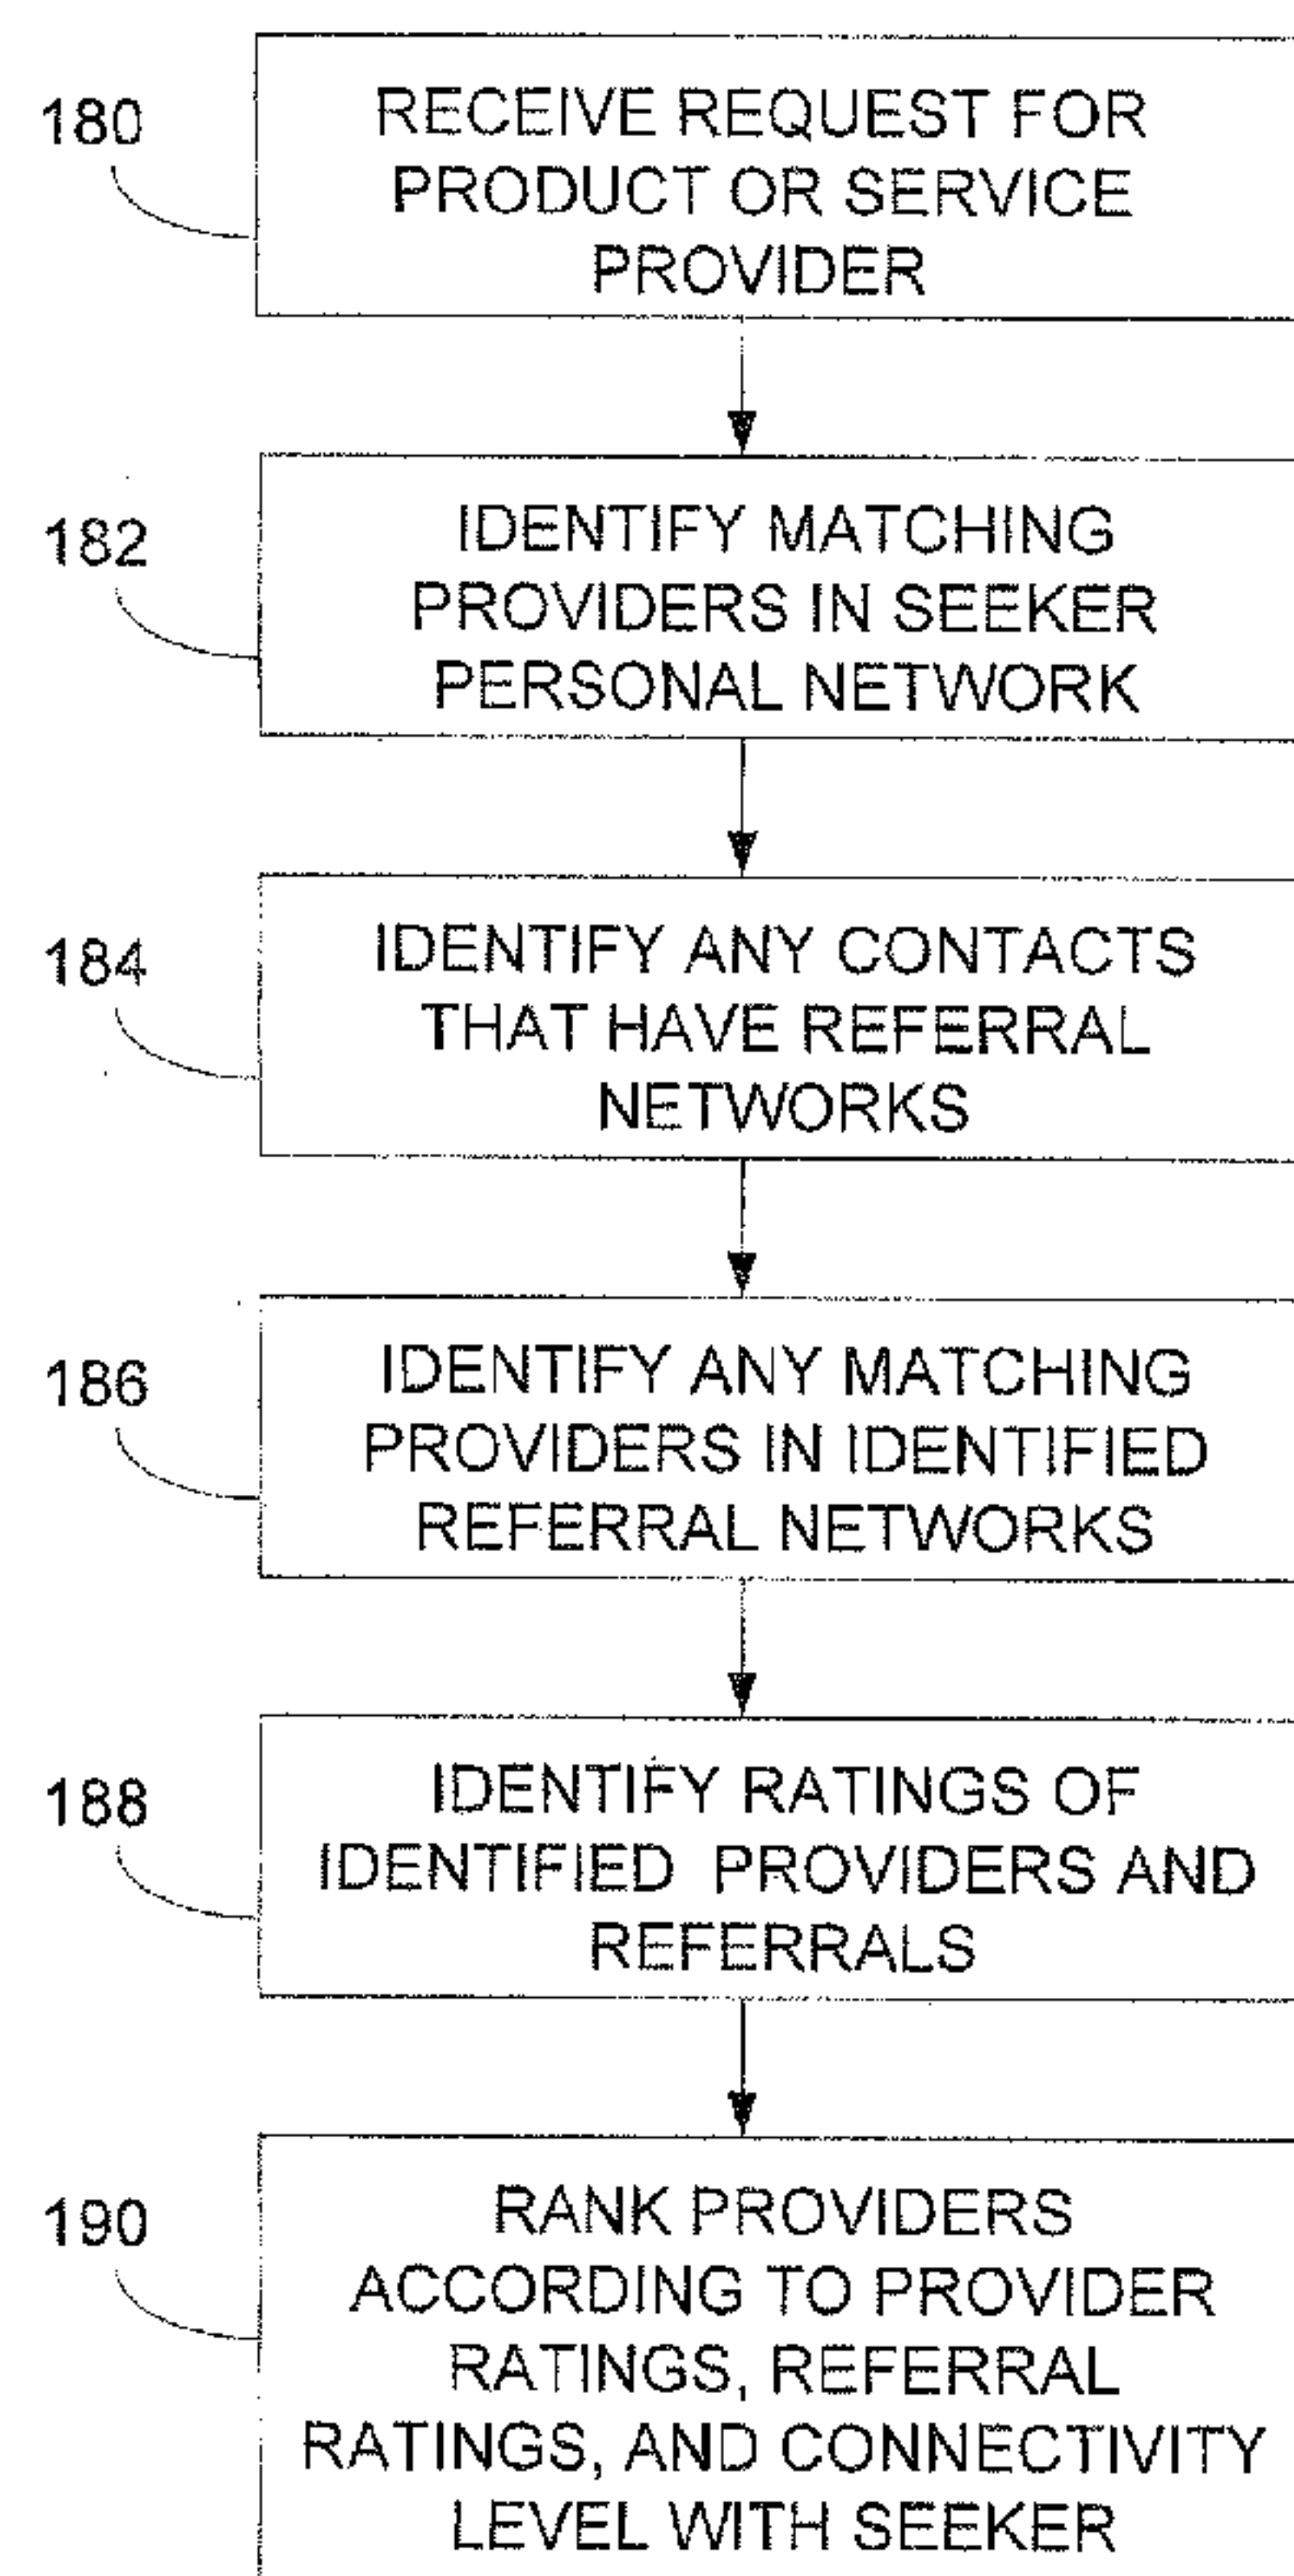 180
RECEIVE REQUEST FOR
PRODUCT OR SERVICE
PROVIDER
182
IDENTIFY MATCHING
PROVIDERS IN SEEKER
PERSONAL NETWORK
184
IDENTIFY ANY CONTACTS
THAT HAVE REFERRAL
NETWORKS
186
IDENTIFY ANY MATCHING
PROVIDERS IN IDENTIFIED
REFERRAL NETWORKS
188
IDENTIFY RATINGS OF
IDENTIFIED PROVIDERS AND
REFERRALS
190
RANK PROVIDERS
ACCORDING TO PROVIDER
RATINGS, REFERRAL
RATINGS, AND CONNECTIVITY
LEVEL WITH SEEKER